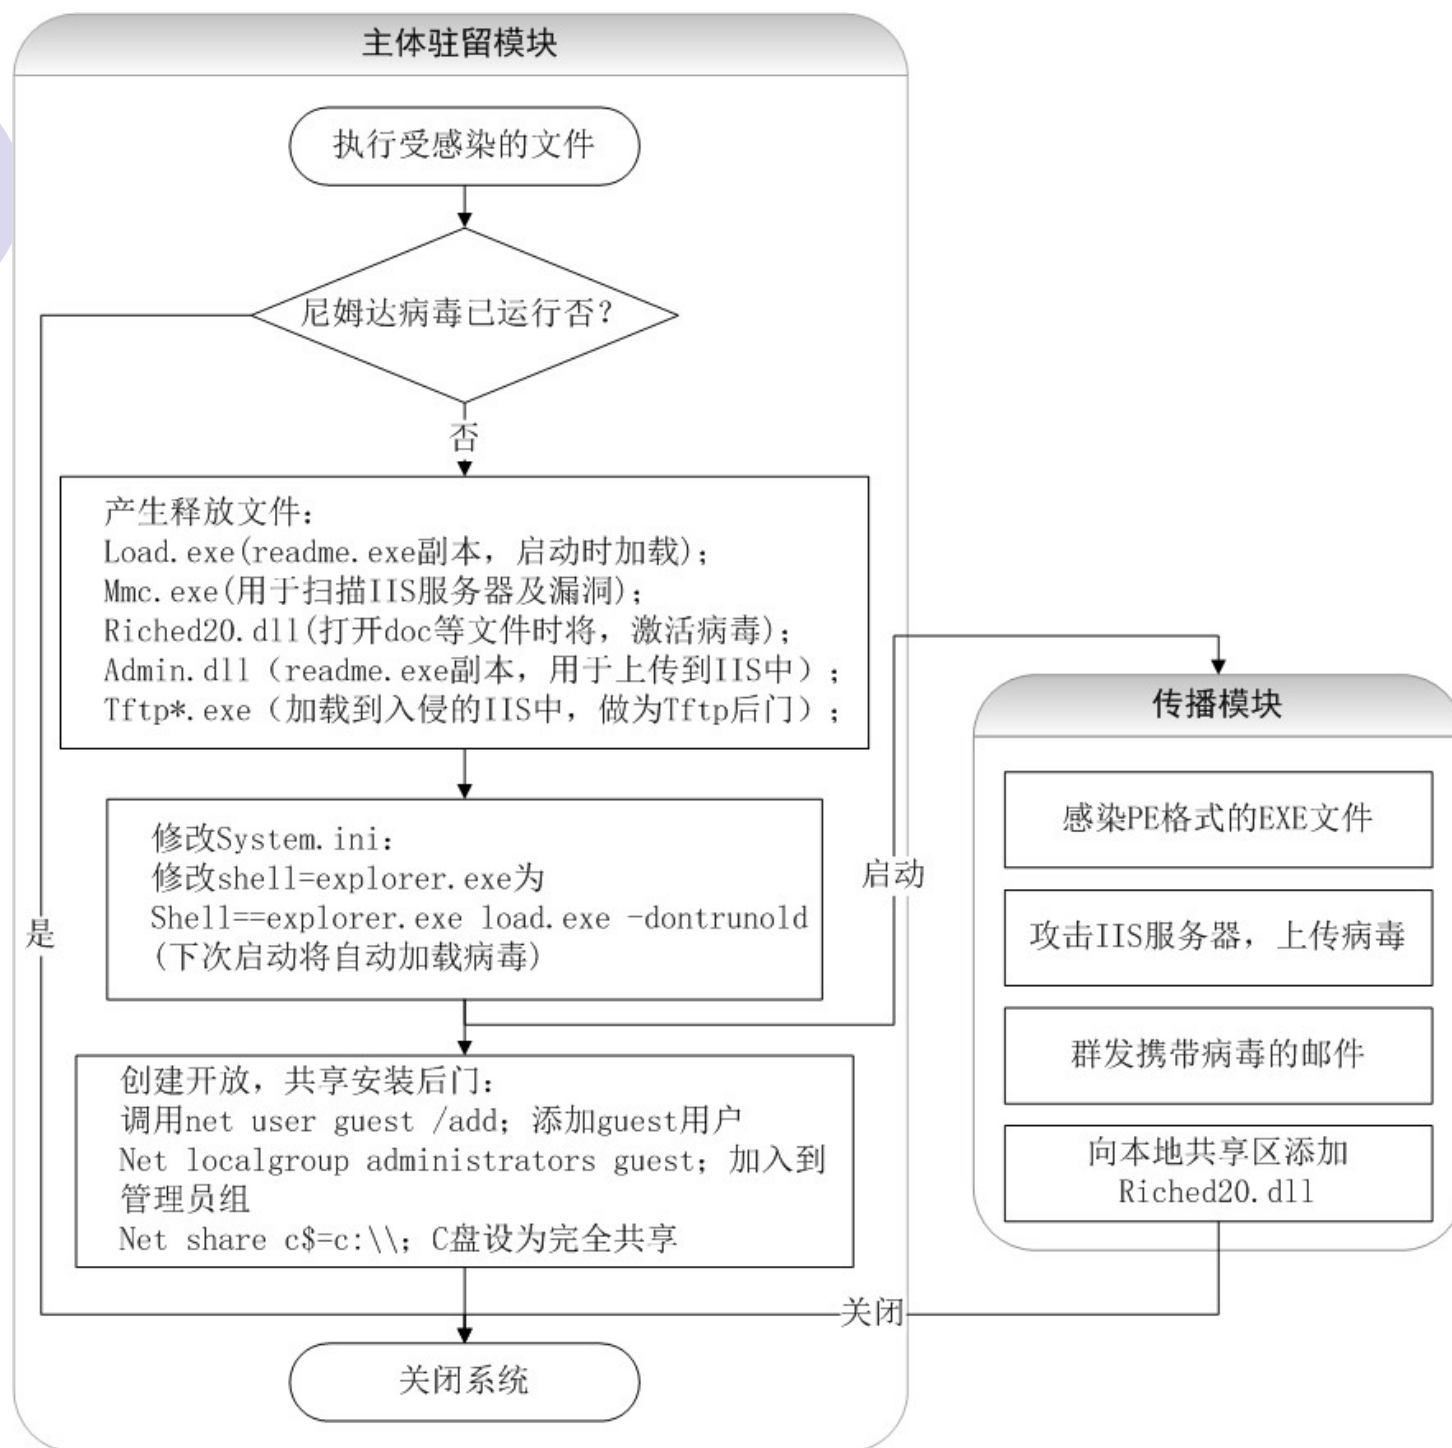 主体驻留模块
执行受感染的文件
尼姆达病毒已运行否？
否
产生释放文件：
Load.exe(readme.exe副本，启动时加载)；
Mmc.exe(用于扫描IIS服务器及漏洞)；
Riched20.dll(打开doc等文件时将，激活病毒)；
Admin.dll（readme.exe副本，用于上传到IIS中）；
Tftp*.exe（加载到入侵的IIS中，做为Tftp后门）；
修改System.ini：
修改shell=explorer.exe为
Shell==explorer.exe load.exe -dontrunold
(下次启动将自动加载病毒)
是
启动
创建开放，共享安装后门：
调用net user guest /add；添加guest用户
Net localgroup administrators guest；加入到
管理员组
Net share c$=c:\\；C盘设为完全共享
关闭系统
传播模块
感染PE格式的EXE文件
攻击IIS服务器，上传病毒
群发携带病毒的邮件
向本地共享区添加
Riched20.dll
关闭